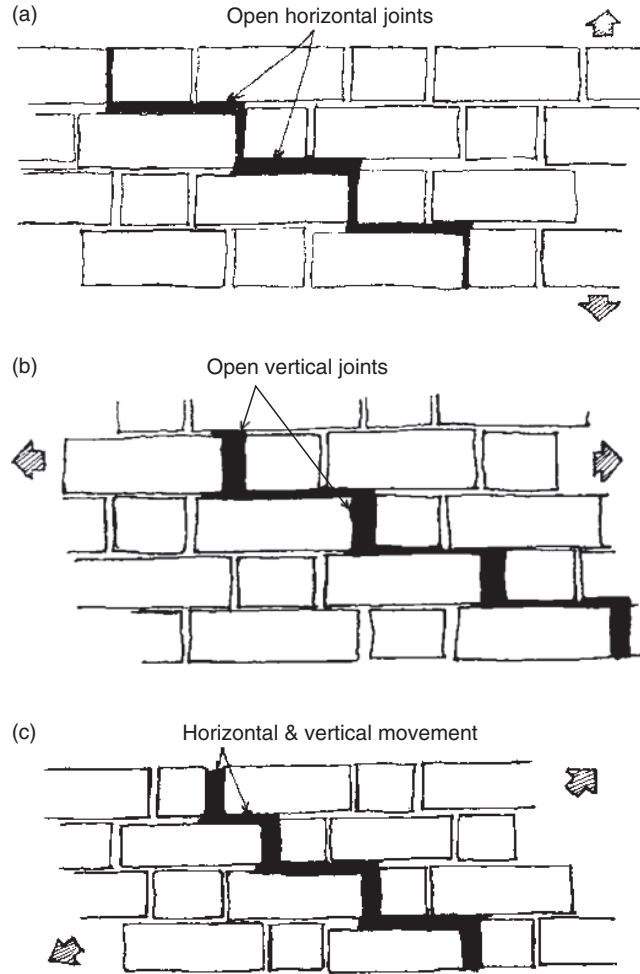 (a)
Open horizontal joints
(b)
Open vertical joints
(c)
Horizontal & vertical movement